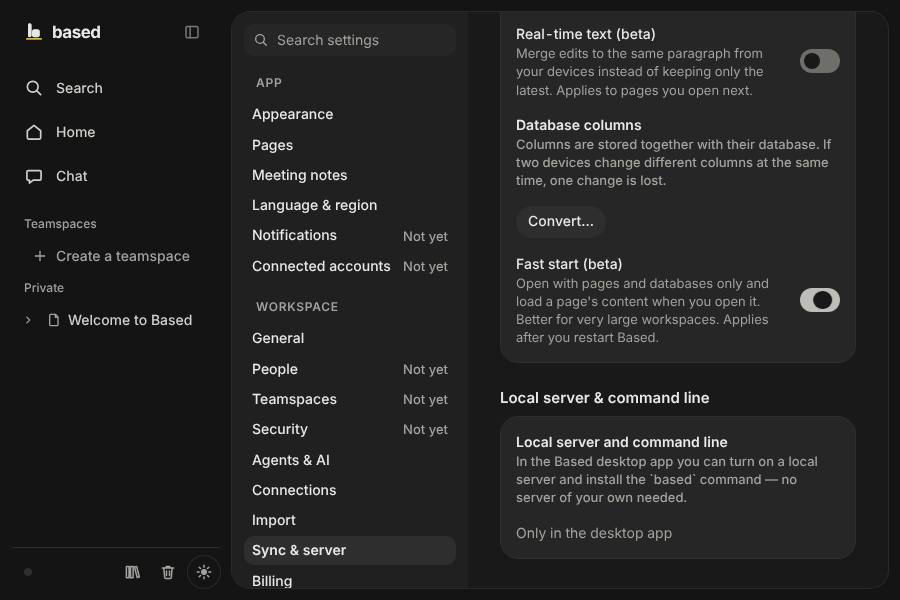 based
Search
Home
Chat
Teamspaces
Create a teamspace
Private
Welcome to Based
Search settings
APP
Appearance
Pages
Meeting notes
Language & region
Notifications Not yet
Connected accounts Not yet
WORKSPACE
General
People Not yet
Teamspaces Not yet
Security Not yet
Agents & AI
Connections
Import
Sync & server
Billing
Real-time text (beta)
Merge edits to the same paragraph from
your devices instead of keeping only the
latest. Applies to pages you open next.
Database columns
Columns are stored together with their database. If
two devices change different columns at the same
time, one change is lost.
Convert...
Fast start (beta)
Open with pages and databases only and
load a page's content when you open it.
Better for very large workspaces. Applies
after you restart Based.
Local server & command line
Local server and command line
In the Based desktop app you can turn on a local
server and install the `based` command — no
server of your own needed.
Only in the desktop app